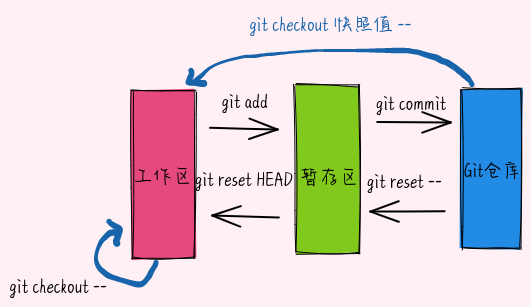 git checkout 快照值 --
git add
git commit
工作区
git reset HEAD
暂存区
git reset --
Git仓库
git checkout --